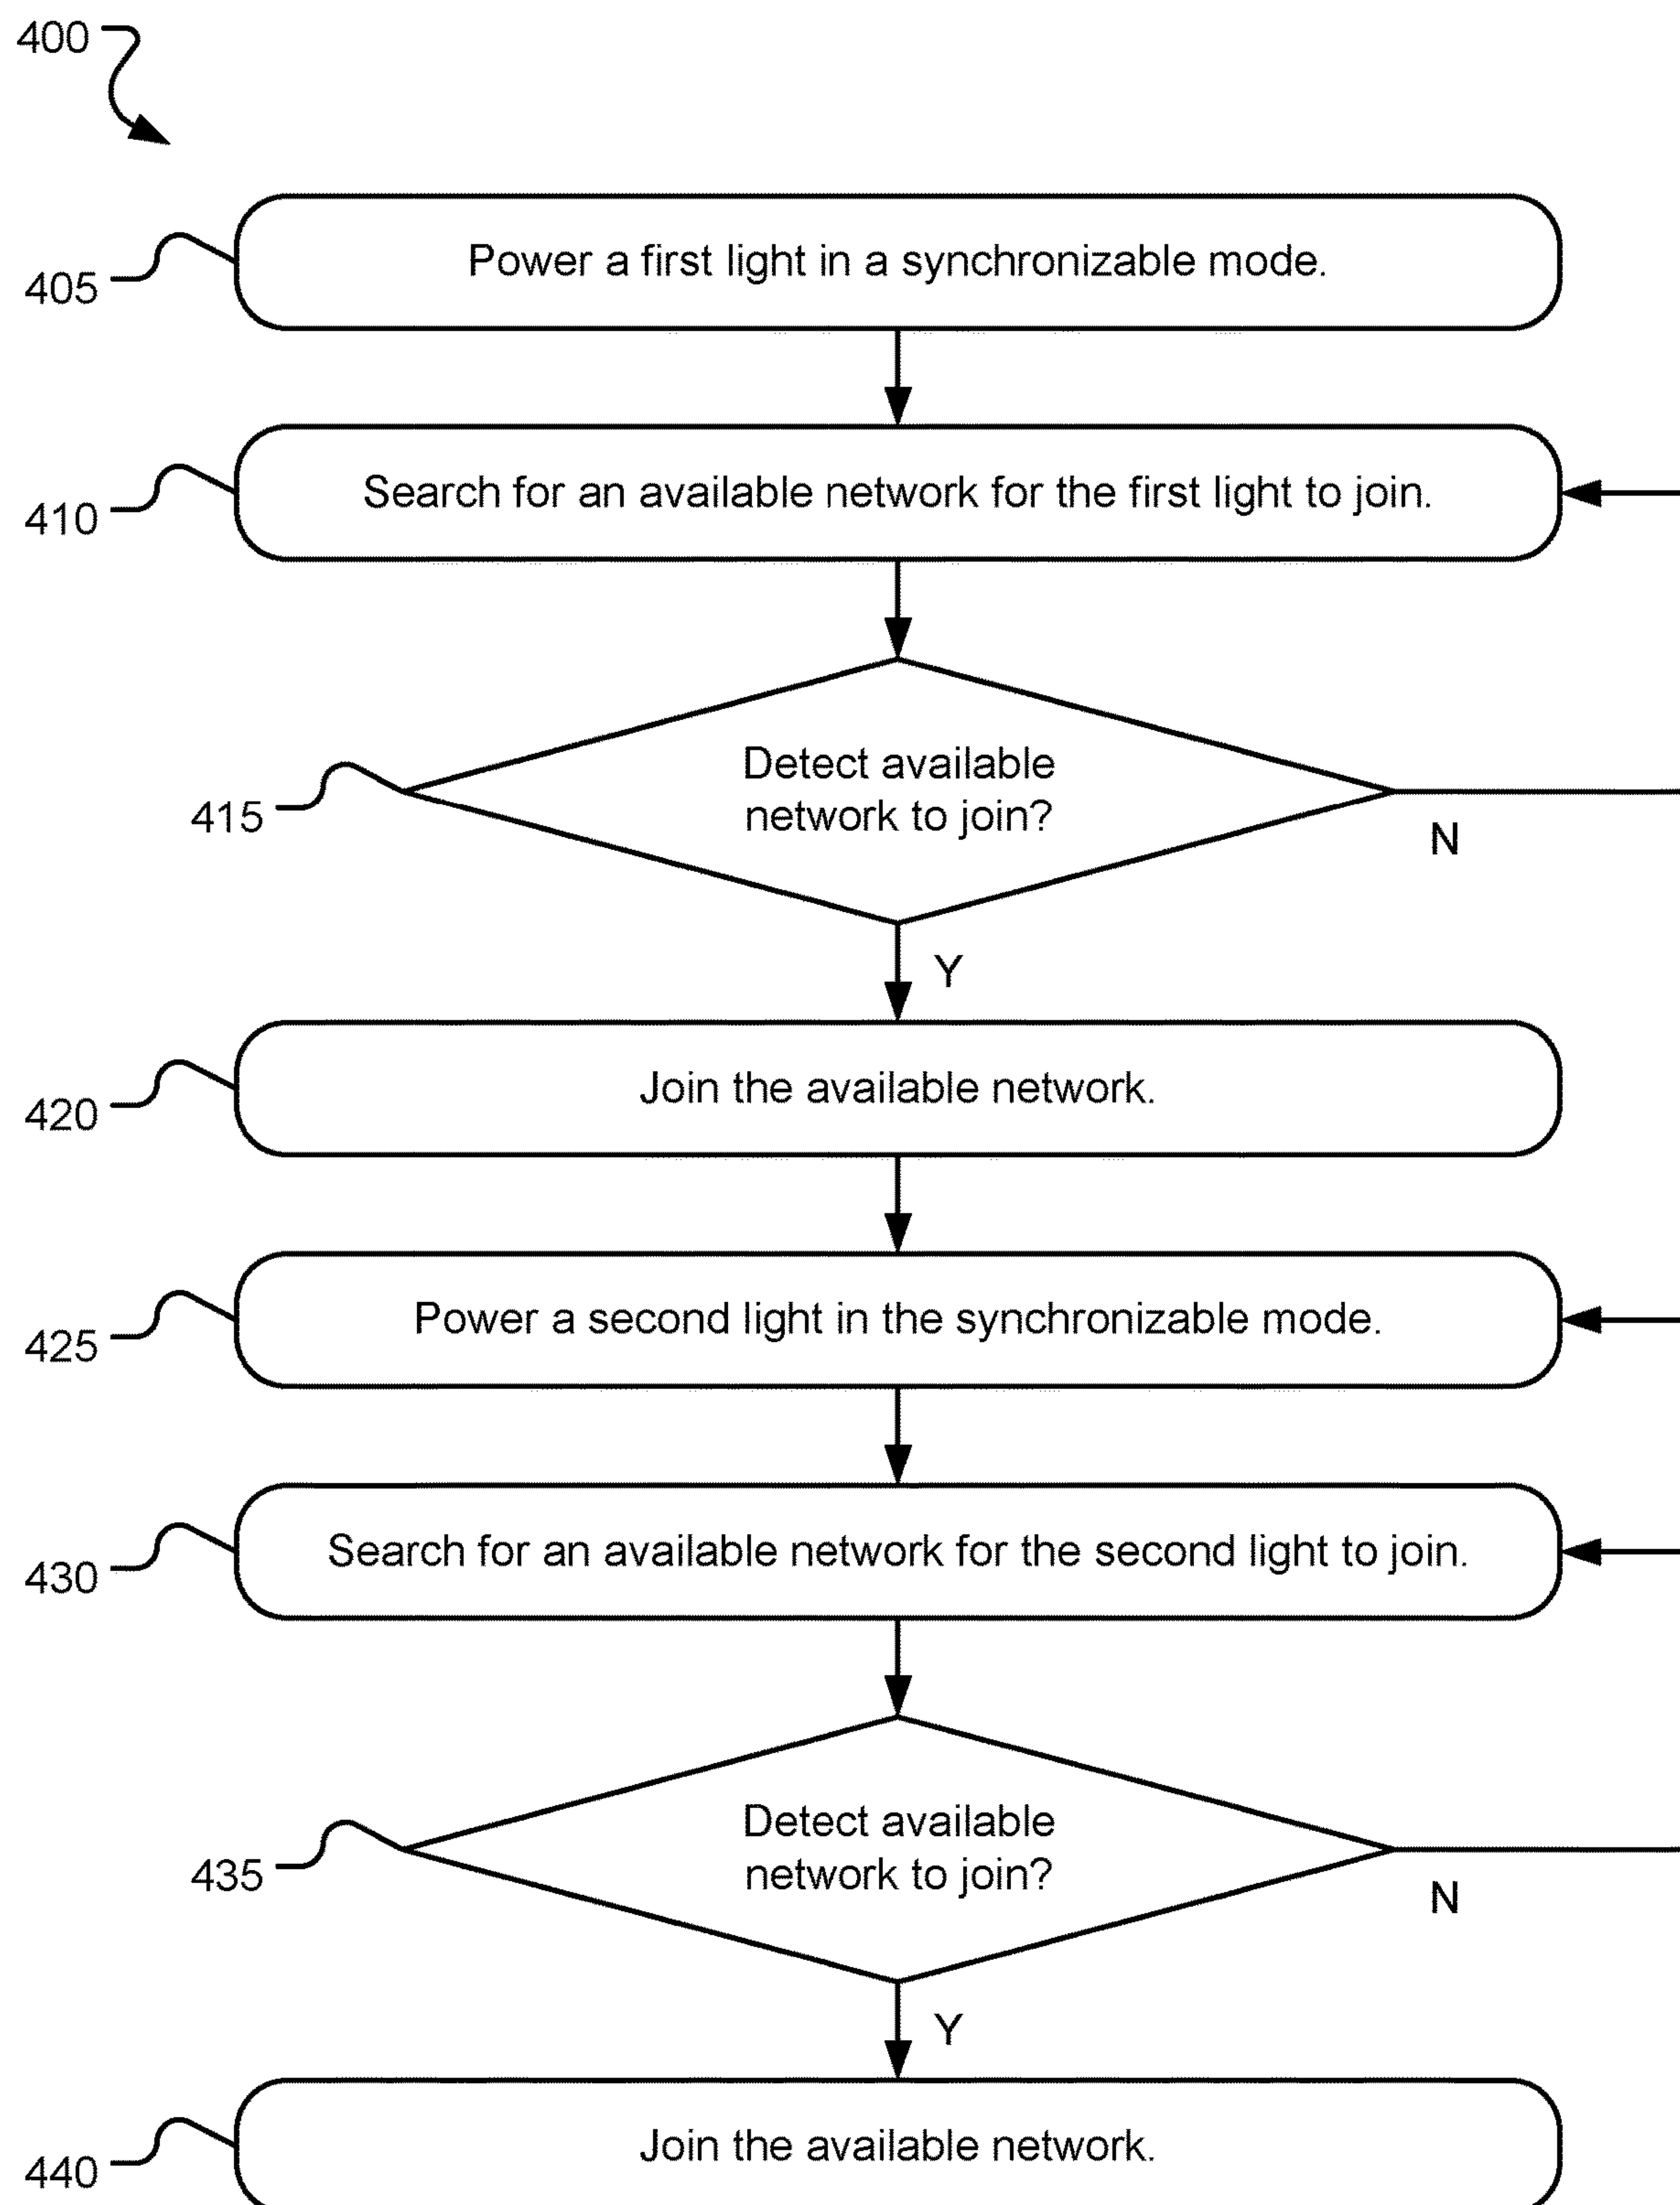 400
405
Power a first light in a synchronizable mode.
410
Search for an available network for the first light to join.
415
Detect available
network to join?
N
Y
420
Join the available network.
425
Power a second light in the synchronizable mode.
430
Search for an available network for the second light to join.
435
Detect available
network to join?
N
Y
440
Join the available network.